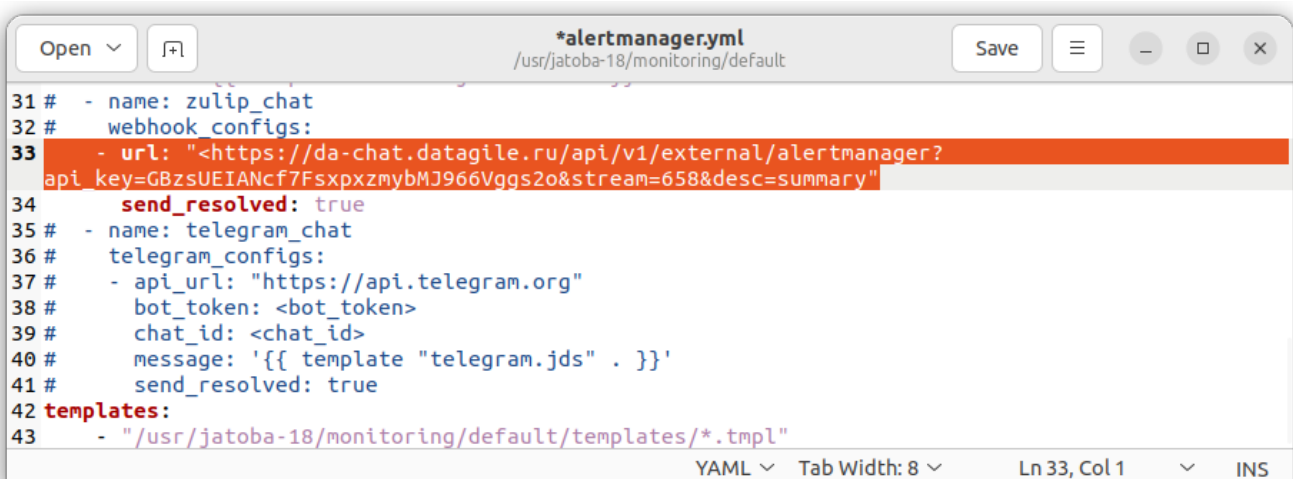 Open
*alertmanager.yml
/usr/jatoba-18/monitoring/default
Save
31 #  - name: zulip_chat
32 #    webhook_configs:
33    - url: "<https://da-chat.datagile.ru/api/v1/external/alertmanager?
api_key=GBzsUEIANcf7FsxpxzmybMJ966Vggs2o&stream=658&desc=summary"
34      send_resolved: true
35 #  - name: telegram_chat
36 #    telegram_configs:
37 #    - api_url: "https://api.telegram.org"
38 #      bot_token: <bot_token>
39 #      chat_id: <chat_id>
40 #      message: '{{ template "telegram.jds" . }}'
41 #      send_resolved: true
42 templates:
43    - "/usr/jatoba-18/monitoring/default/templates/*.tmpl"
YAML Tab Width: 8 Ln 33, Col 1 INS